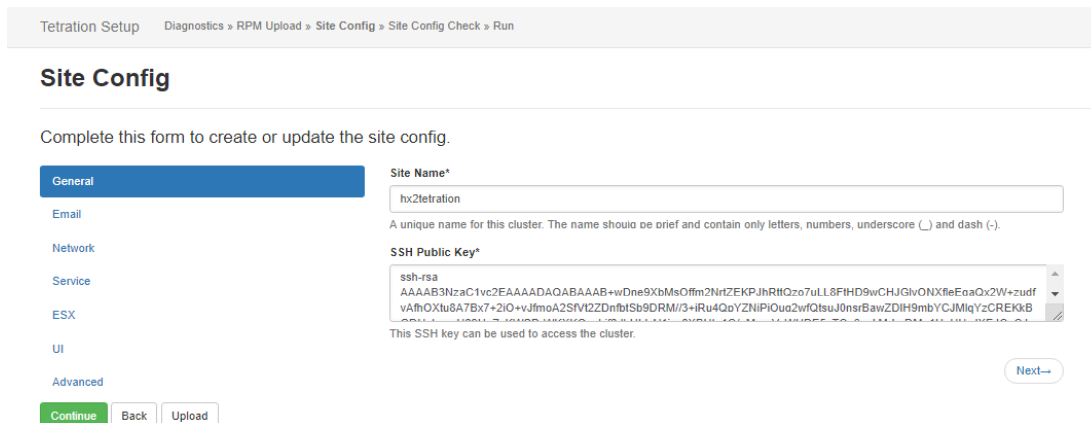 Tetration Setup Diagnostics » RPM Upload » Site Config » Site Config Check » Run
Site Config
Complete this form to create or update the site config.
General
Email
Network
Service
ESX
UI
Advanced
Continue Back Upload
Site Name*
hx2tetration
A unique name for this cluster. The name should be brief and contain only letters, numbers, underscore (_) and dash (-).
SSH Public Key*
ssh-rsa
This SSH key can be used to access the cluster.
Next→